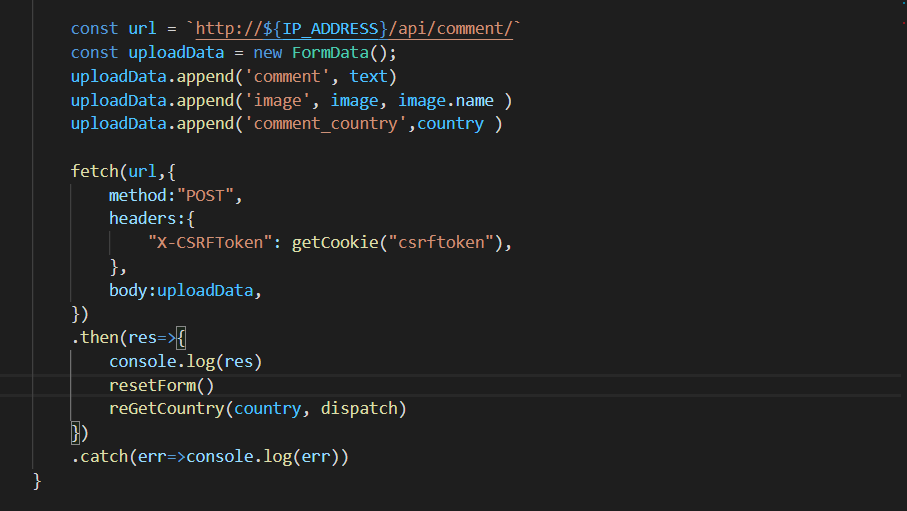 const url = `http://${IP_ADDRESS}/api/comment/`
const uploadData = new FormData();
uploadData.append('comment', text)
uploadData.append('image', image, image.name )
uploadData.append('comment_country',country )
fetch(url,{
method:"POST",
headers:{
"X-CSRFToken": getCookie("csrftoken"),
},
body:uploadData,
})
.then(res=>{
console.log(res)
resetForm()
reGetCountry(country, dispatch)
})
.catch(err=>console.log(err))
}